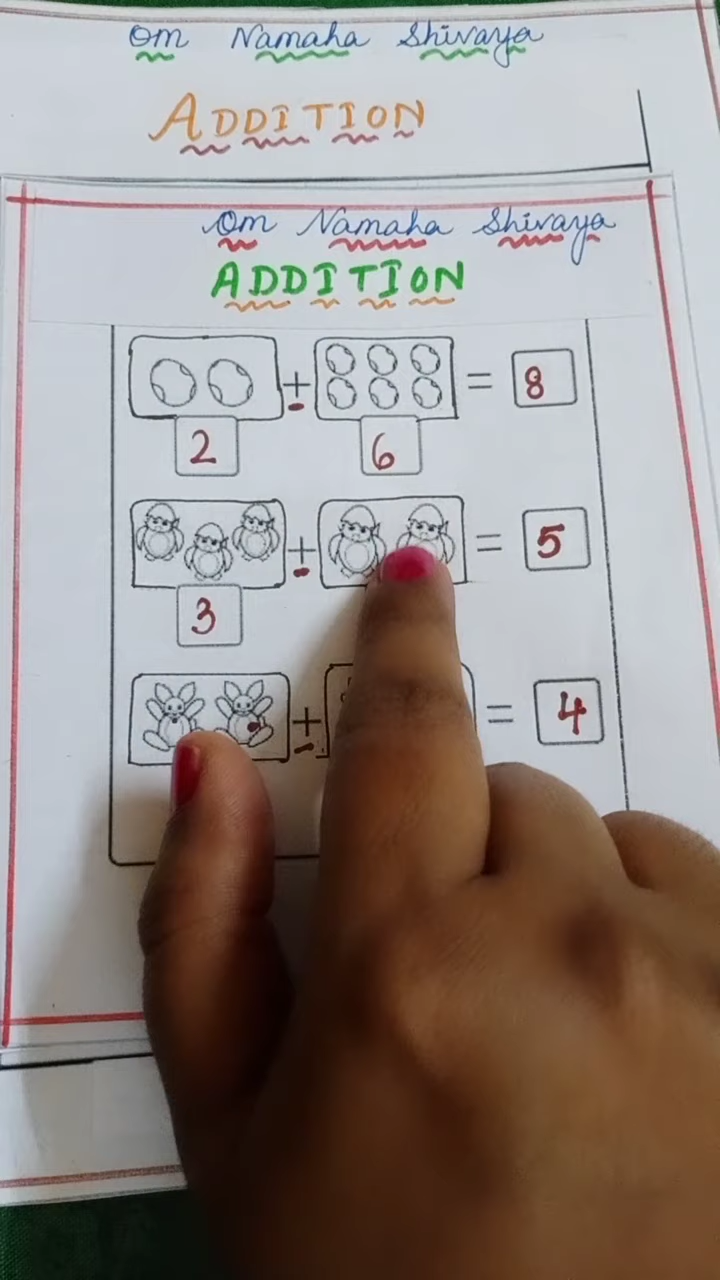 Om Namaha Shivaya
ADDITION
Om Namaha Shivaya
ADDITION
+ = 8
2 6
+ = 5
3
+ = 4